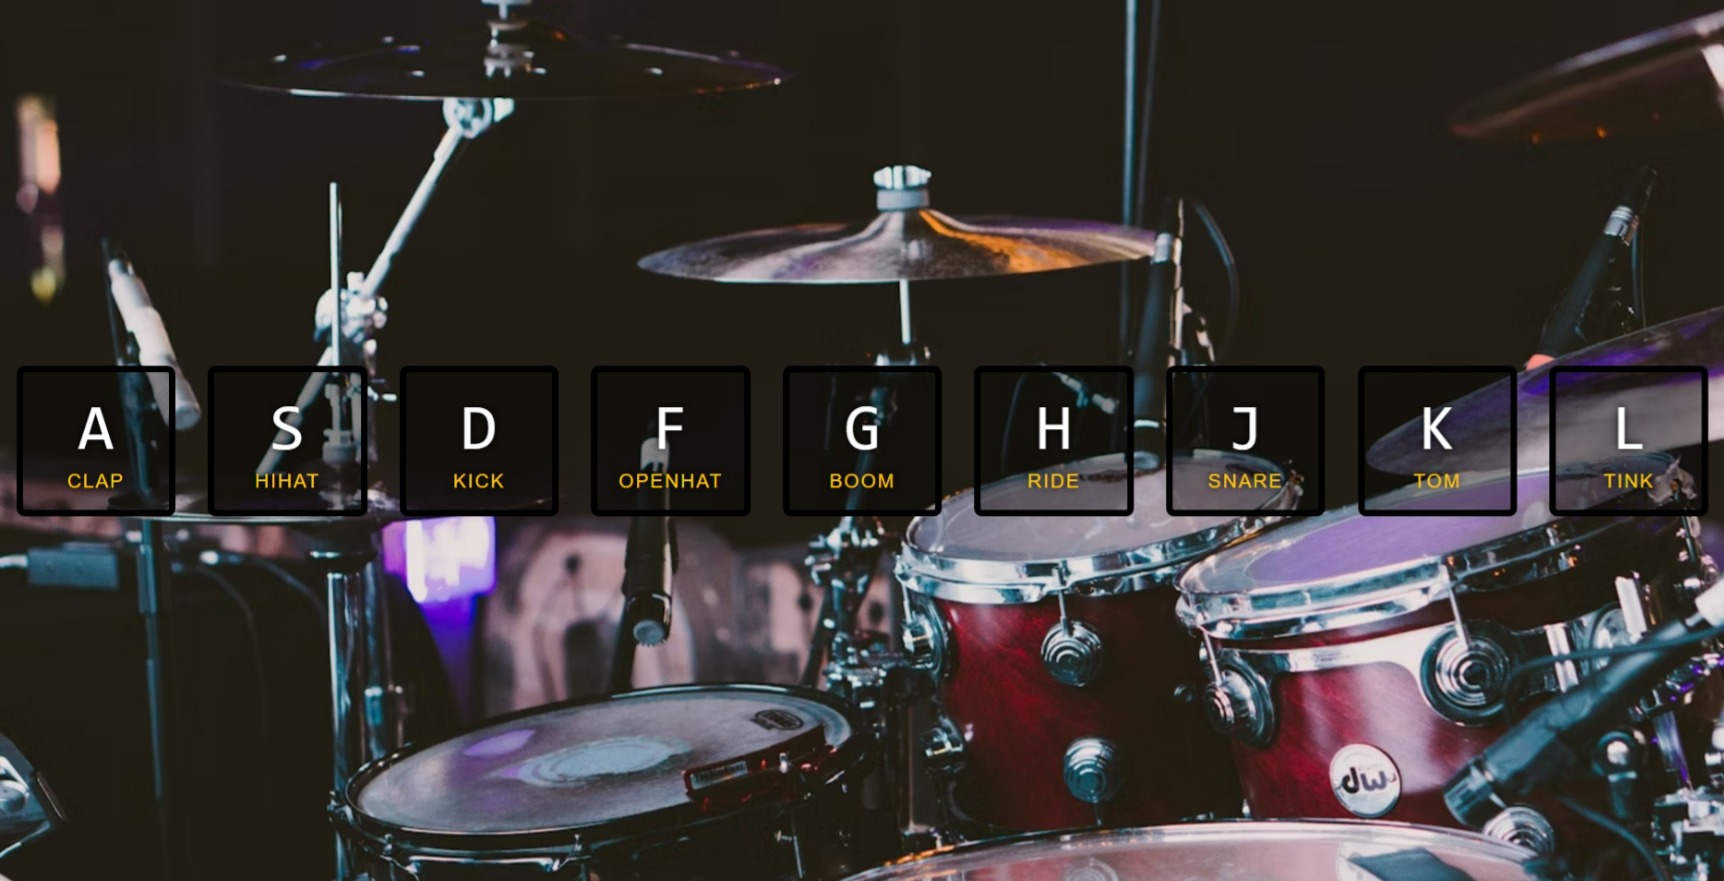 A
CLAP
S
HIHAT
D
KICK
F
OPENHAT
G
BOOM
H
RIDE
J
SNARE
K
TOM
L
TINK
dw